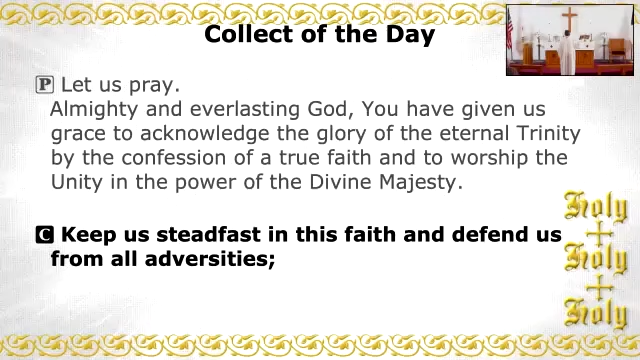 Collect of the Day
P Let us pray.
Almighty and everlasting God, You have given us
grace to acknowledge the glory of the eternal Trinity
by the confession of a true faith and to worship the
Unity in the power of the Divine Majesty.
C Keep us steadfast in this faith and defend us
from all adversities;
Holy
Holy
Holy